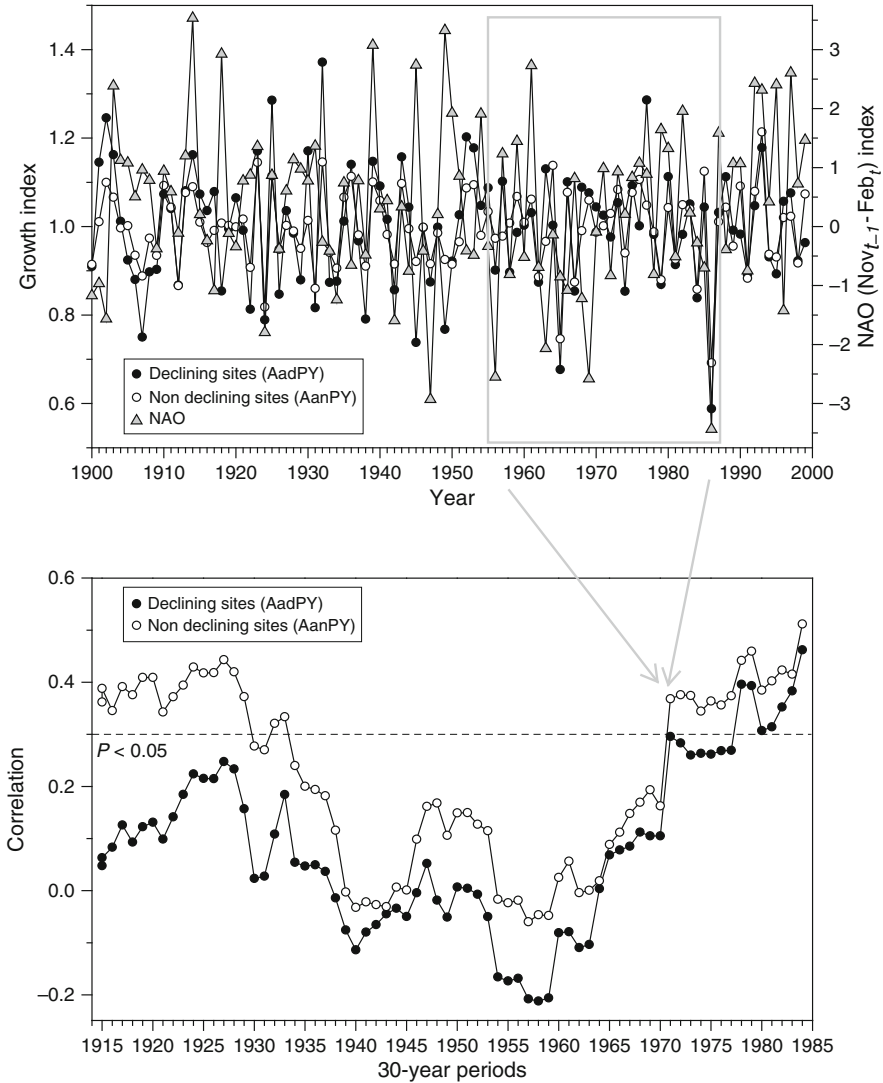 1.4
1.2
1.0
0.8
0.6
Growth index
3
2
1
0
–1
–2
–3
NAO (Nov_{t–1} - Feb_t) index
Declining sites (AadPY)
Non declining sites (AanPY)
NAO
1900 1910 1920 1930 1940 1950 1960 1970 1980 1990 2000
Year
0.6
0.4
0.2
0.0
–0.2
Correlation
Declining sites (AadPY)
Non declining sites (AanPY)
P < 0.05
1915 1920 1925 1930 1935 1940 1945 1950 1955 1960 1965 1970 1975 1980 1985
30-year periods